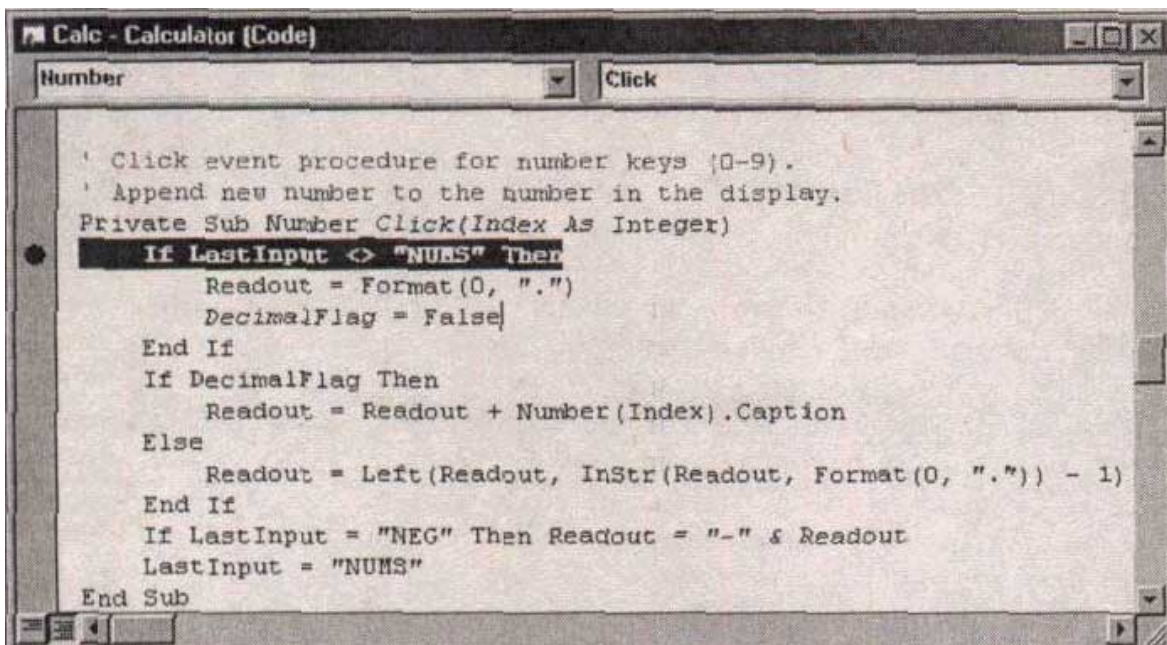 Calc - Calculator (Code)
Number Click
' Click event procedure for number keys (0-9).
' Append new number to the number in the display.
Private Sub Number Click(Index As Integer)
If LastInput <> "NUMS" Then
Readout = Format(0, ".")
DecimalFlag = False
End If
If DecimalFlag Then
Readout = Readout + Number(Index).Caption
Else
Readout = Left(Readout, InStr(Readout, Format(0, ".")) - 1)
End If
If LastInput = "NEG" Then Readout = "-" & Readout
LastInput = "NUMS"
End Sub